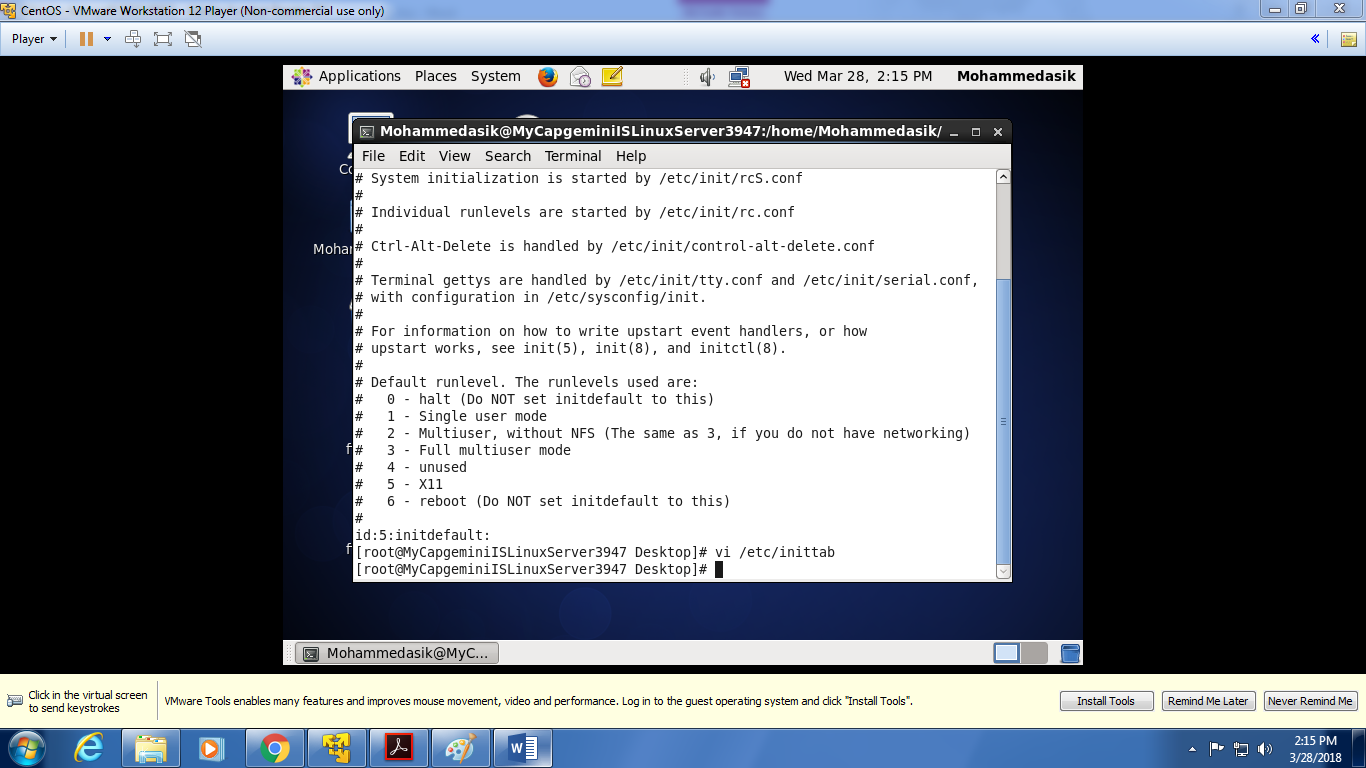 CentOS - VMware Workstation 12 Player (Non-commercial use only)
Player
Applications Places System Wed Mar 28, 2:15 PM Mohammedasik
Mohammedasik@MyCapgeminiISLinuxServer3947:/home/Mohammedasik/
File Edit View Search Terminal Help
# System initialization is started by /etc/init/rcS.conf
#
# Individual runlevels are started by /etc/init/rc.conf
#
# Ctrl-Alt-Delete is handled by /etc/init/control-alt-delete.conf
#
# Terminal gettys are handled by /etc/init/tty.conf and /etc/init/serial.conf,
# with configuration in /etc/sysconfig/init.
#
# For information on how to write upstart event handlers, or how
# upstart works, see init(5), init(8), and initctl(8).
#
# Default runlevel. The runlevels used are:
#   0 - halt (Do NOT set initdefault to this)
#   1 - Single user mode
#   2 - Multiuser, without NFS (The same as 3, if you do not have networking)
#   3 - Full multiuser mode
#   4 - unused
#   5 - X11
#   6 - reboot (Do NOT set initdefault to this)
#
id:5:initdefault:
[root@MyCapgeminiISLinuxServer3947 Desktop]# vi /etc/inittab
[root@MyCapgeminiISLinuxServer3947 Desktop]#
Mohammedasik@MyC...
Click in the virtual screen
to send keystrokes
VMware Tools enables many features and improves mouse movement, video and performance. Log in to the guest operating system and click "Install Tools".
Install Tools Remind Me Later Never Remind Me
2:15 PM
3/28/2018